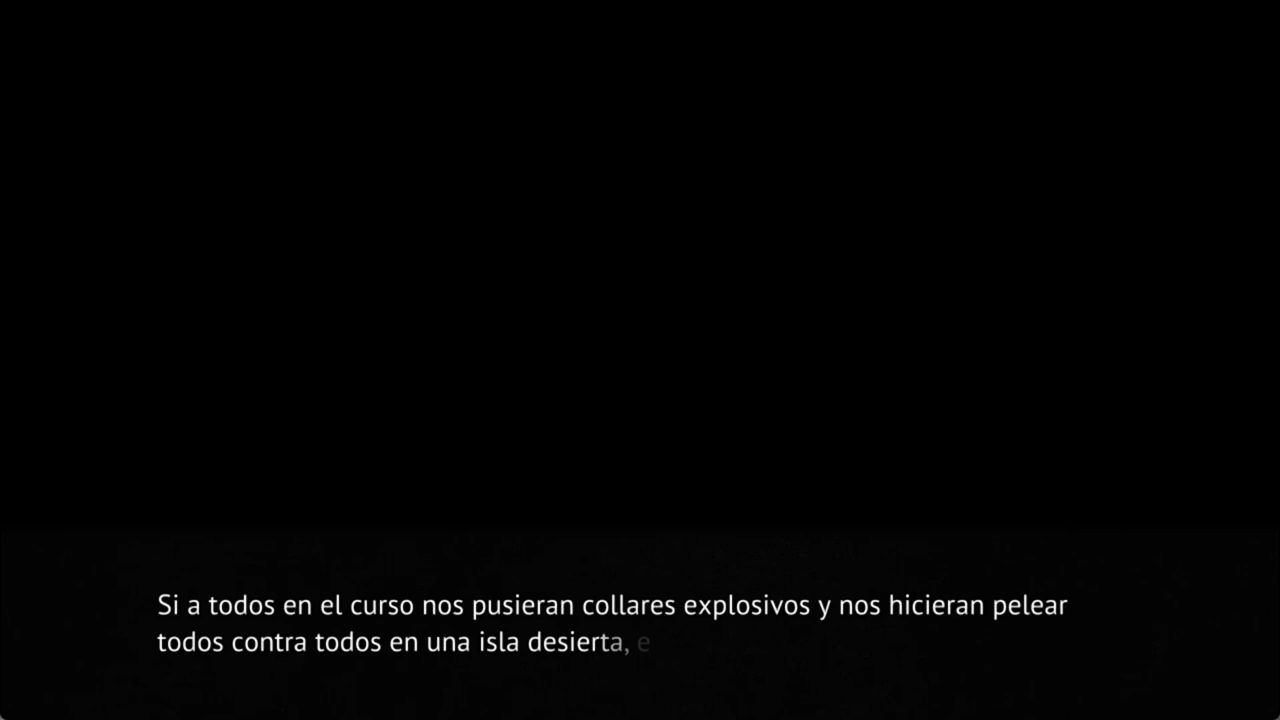 Si a todos en el curso nos pusieran collares explosivos y nos hicieran pelear
todos contra todos en una isla desierta, e